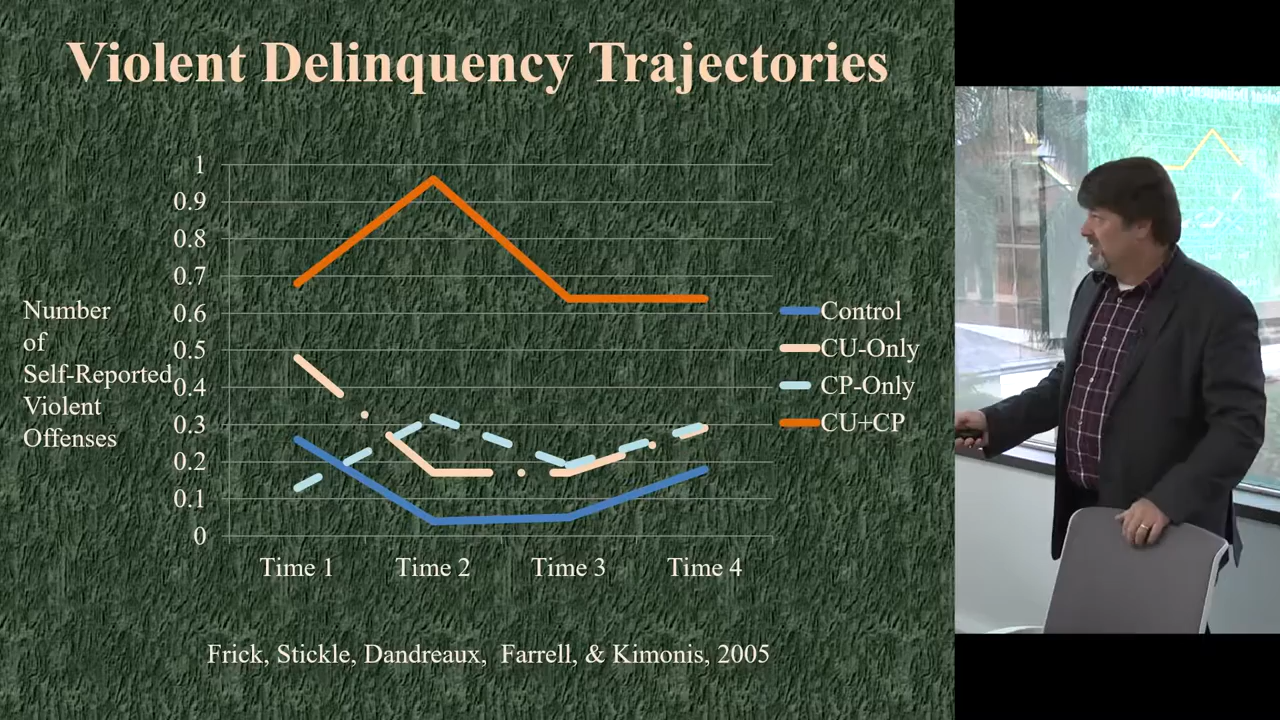 Violent Delinquency Trajectories
1
0.9
0.8
0.7
0.6
0.5
0.4
0.3
0.2
0.1
0
Number
of
Self-Reported
Violent
Offenses
Time 1 Time 2 Time 3 Time 4
Control
CU-Only
CP-Only
CU+CP
Frick, Stickle, Dandreaux, Farrell, & Kimonis, 2005